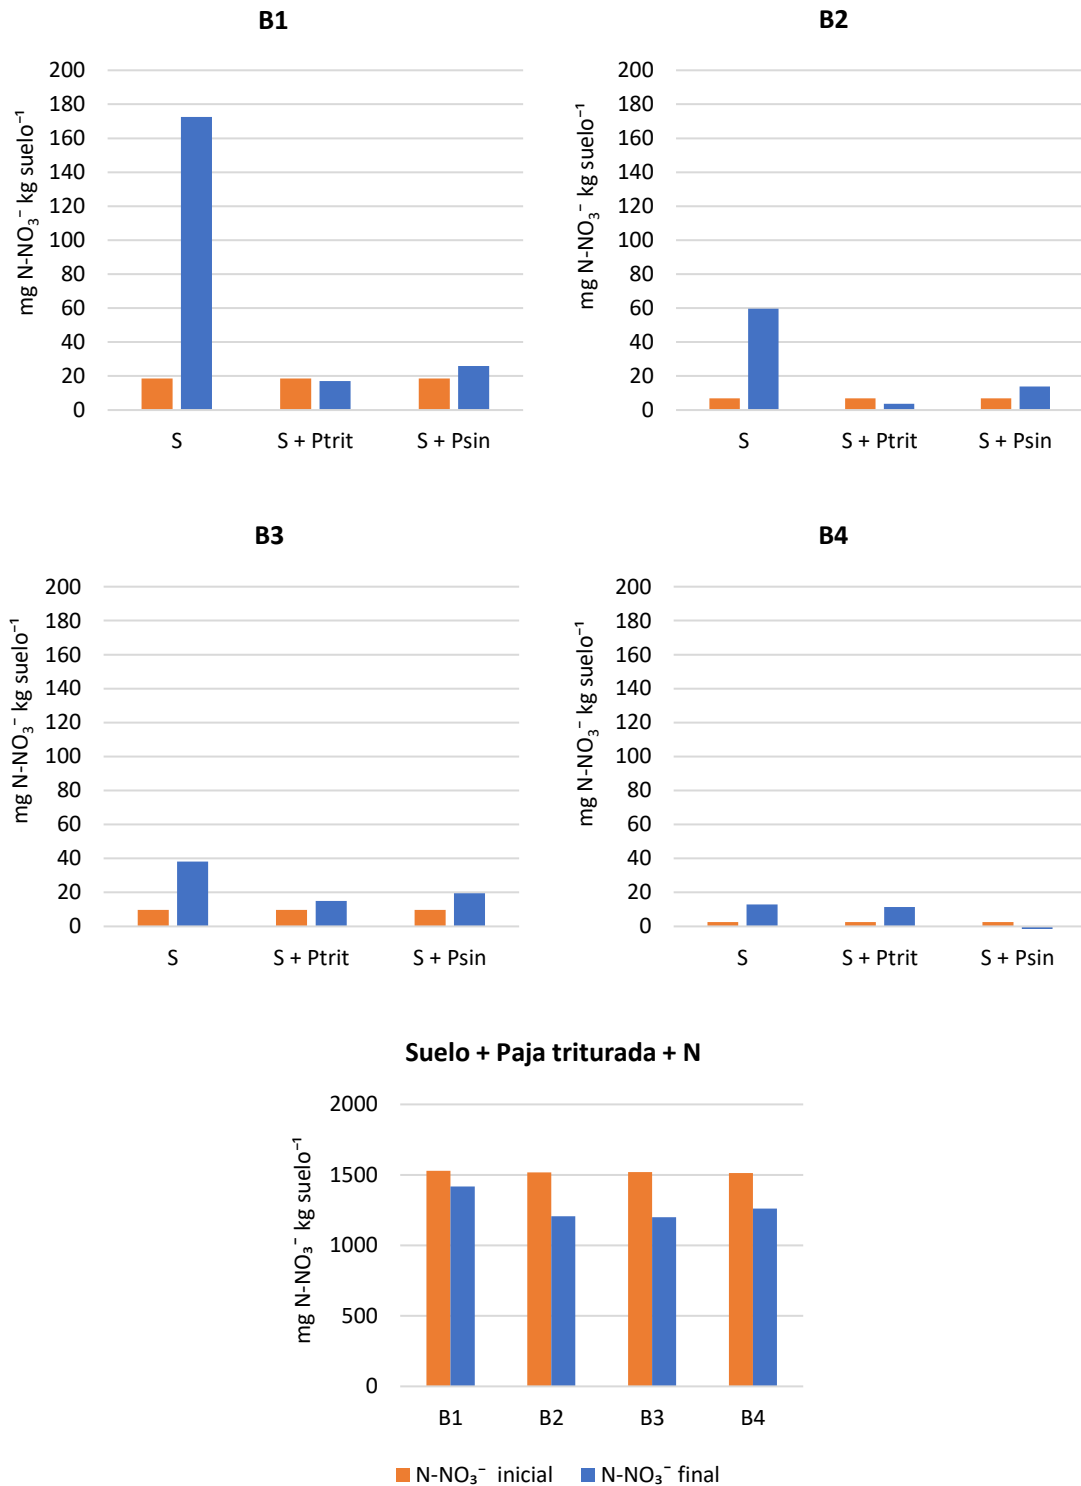 B1
mg N-NO₃⁻ kg suelo⁻¹
200
180
160
140
120
100
80
60
40
20
0
S
S + Ptrit
S + Psin
B2
mg N-NO₃⁻ kg suelo⁻¹
200
180
160
140
120
100
80
60
40
20
0
S
S + Ptrit
S + Psin
B3
mg N-NO₃⁻ kg suelo⁻¹
200
180
160
140
120
100
80
60
40
20
0
S
S + Ptrit
S + Psin
B4
mg N-NO₃⁻ kg suelo⁻¹
200
180
160
140
120
100
80
60
40
20
0
S
S + Ptrit
S + Psin
Suelo + Paja triturada + N
mg N-NO₃⁻ kg suelo⁻¹
2000
1500
1000
500
0
B1
B2
B3
B4
N-NO₃⁻ inicial
N-NO₃⁻ final